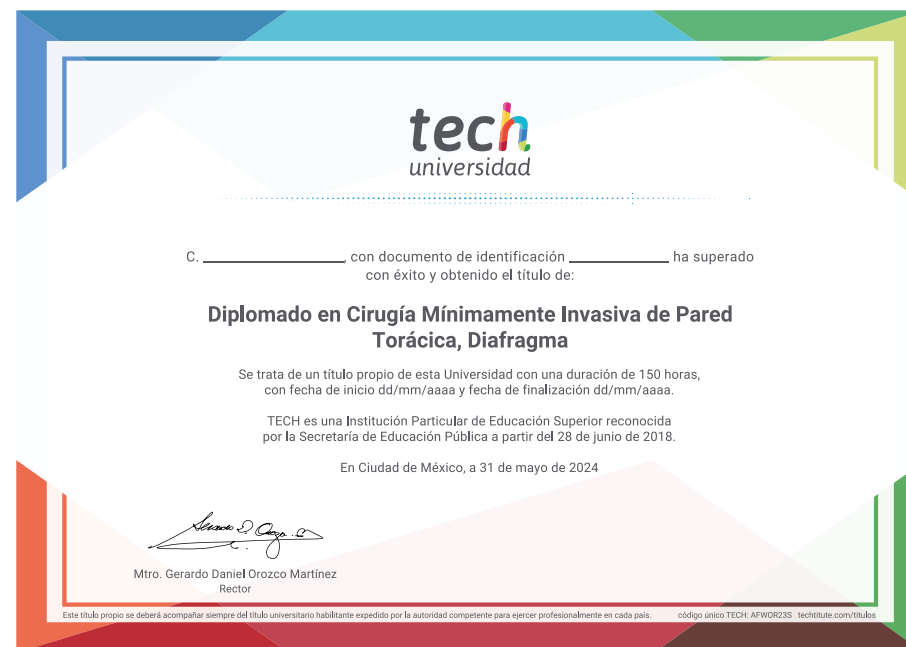 tech
universidad
C. ____________, con documento de identificación ____________ ha superado
con éxito y obtenido el título de:
Diplomado en Cirugía Mínimamente Invasiva de Pared
Torácica, Diafragma
Se trata de un título propio de esta Universidad con una duración de 150 horas,
con fecha de inicio dd/mm/aaaa y fecha de finalización dd/mm/aaaa.
TECH es una Institución Particular de Educación Superior reconocida
por la Secretaría de Educación Pública a partir del 28 de junio de 2018.
En Ciudad de México, a 31 de mayo de 2024
Mtro. Gerardo Daniel Orozco Martínez
Rector
Este título propio se deberá acompañar siempre del título universitario habilitante expedido por la autoridad competente para ejercer profesionalmente en cada país. código único TECH: AFWOR23S techtitute.com/titulos